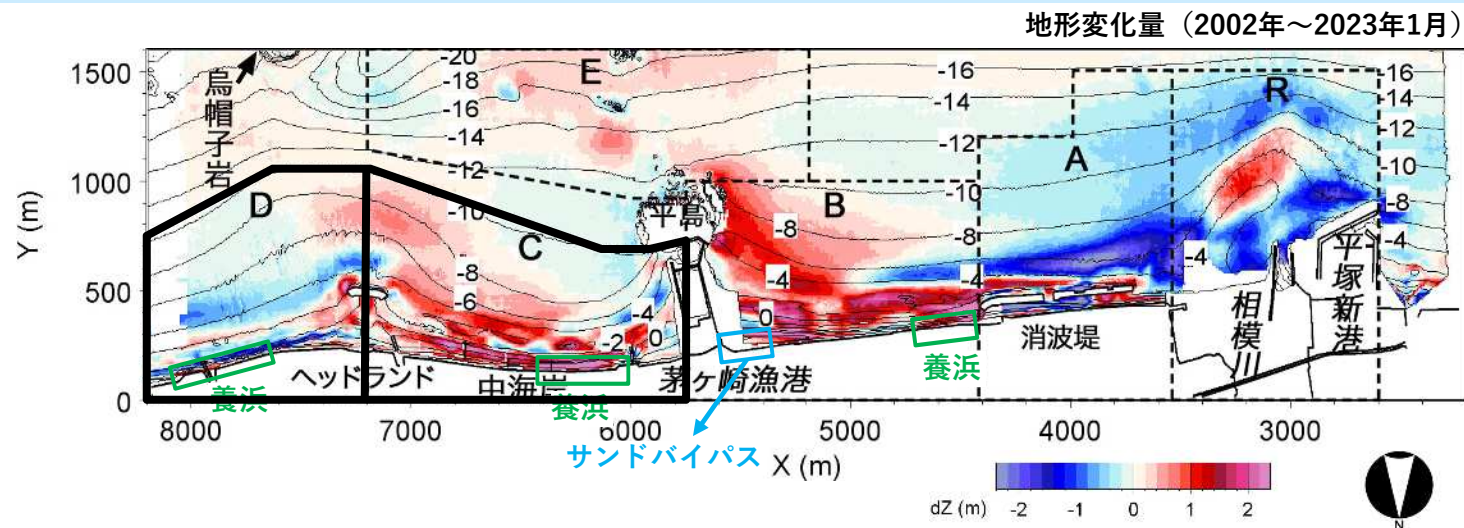 地形変化量（2002年～2023年1月）
1500
1000
500
0
Y (m)
烏帽子岩
-20
-18
-16
-14
-12
-10
-8
-6
-4
-2
0
E
D
C
平島
B
-8
-4
0
A
R
-16
-14
-12
-10
-8
-4
-16
-14
-12
-10
-8
-4
-4
ヘッドランド
中海岸
茅ヶ崎漁港
消波堤
相模川
平塚新港
養浜
養浜
養浜
サンドバイパス
8000
7000
6000
5000
4000
3000
X (m)
dZ (m)
-2
-1
0
1
2
N